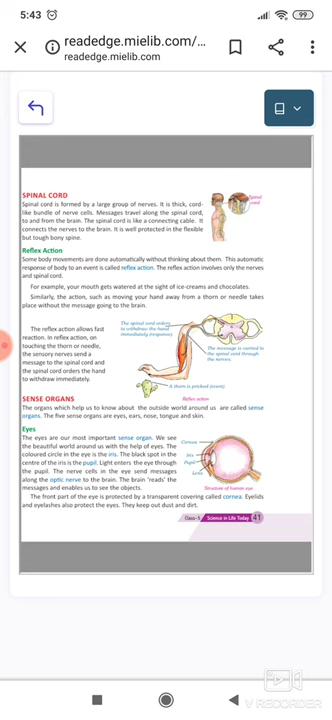 5:43
99
readedge.mielib.com/...
readedge.mielib.com
SPINAL CORD
Spinal cord is formed by a large group of nerves. It is thick, cord-
like bundle of nerve cells. Messages travel along the spinal cord,
to and from the brain. The spinal cord is like a connecting cable. It
connects the nerves to the brain. It is well protected in the flexible
but tough bony spine.
Spinal
cord
Reflex Action
Some body movements are done automatically without thinking about them. This automatic
response of body to an event is called reflex action. The reflex action involves only the nerves
and spinal cord.
For example, your mouth gets watered at the sight of ice-creams and chocolates.
Similarly, the action, such as moving your hand away from a thorn or needle takes
place without the message going to the brain.
The reflex action allows fast
reaction. In reflex action, on
touching the thorn or needle,
the sensory nerves send a
message to the spinal cord and
the spinal cord orders the hand
to withdraw immediately.
The spinal cord orders
to withdraw the hand
immediately (response)
The message is carried to
the spinal cord through the
nerves.
A thorn is pricked (event)
Reflex action
SENSE ORGANS
The organs which help us to know about the outside world around us are called sense
organs. The five sense organs are eyes, ears, nose, tongue and skin.
Eyes
The eyes are our most important sense organ. We see
the beautiful world around us with the help of eyes. The
coloured circle in the eye is the iris. The black spot in the
centre of the iris is the pupil. Light enters the eye through
the pupil. The nerve cells in the eye send messages
along the optic nerve to the brain. The brain 'reads' the
messages and enables us to see the objects.
Cornea
Iris
Pupil
Lens
Structure of human eye
The front part of the eye is protected by a transparent covering called cornea. Eyelids
and eyelashes also protect the eyes. They keep out dust and dirt.
Class-5 Science in Life Today 41
V RECORDER